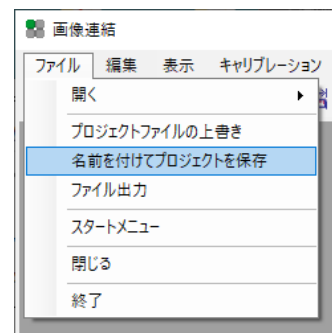 画像連結
ファイル 編集 表示 キャリブレーション
開く
プロジェクトファイルの上書き
名前を付けてプロジェクトを保存
ファイル出力
スタートメニュー
閉じる
終了